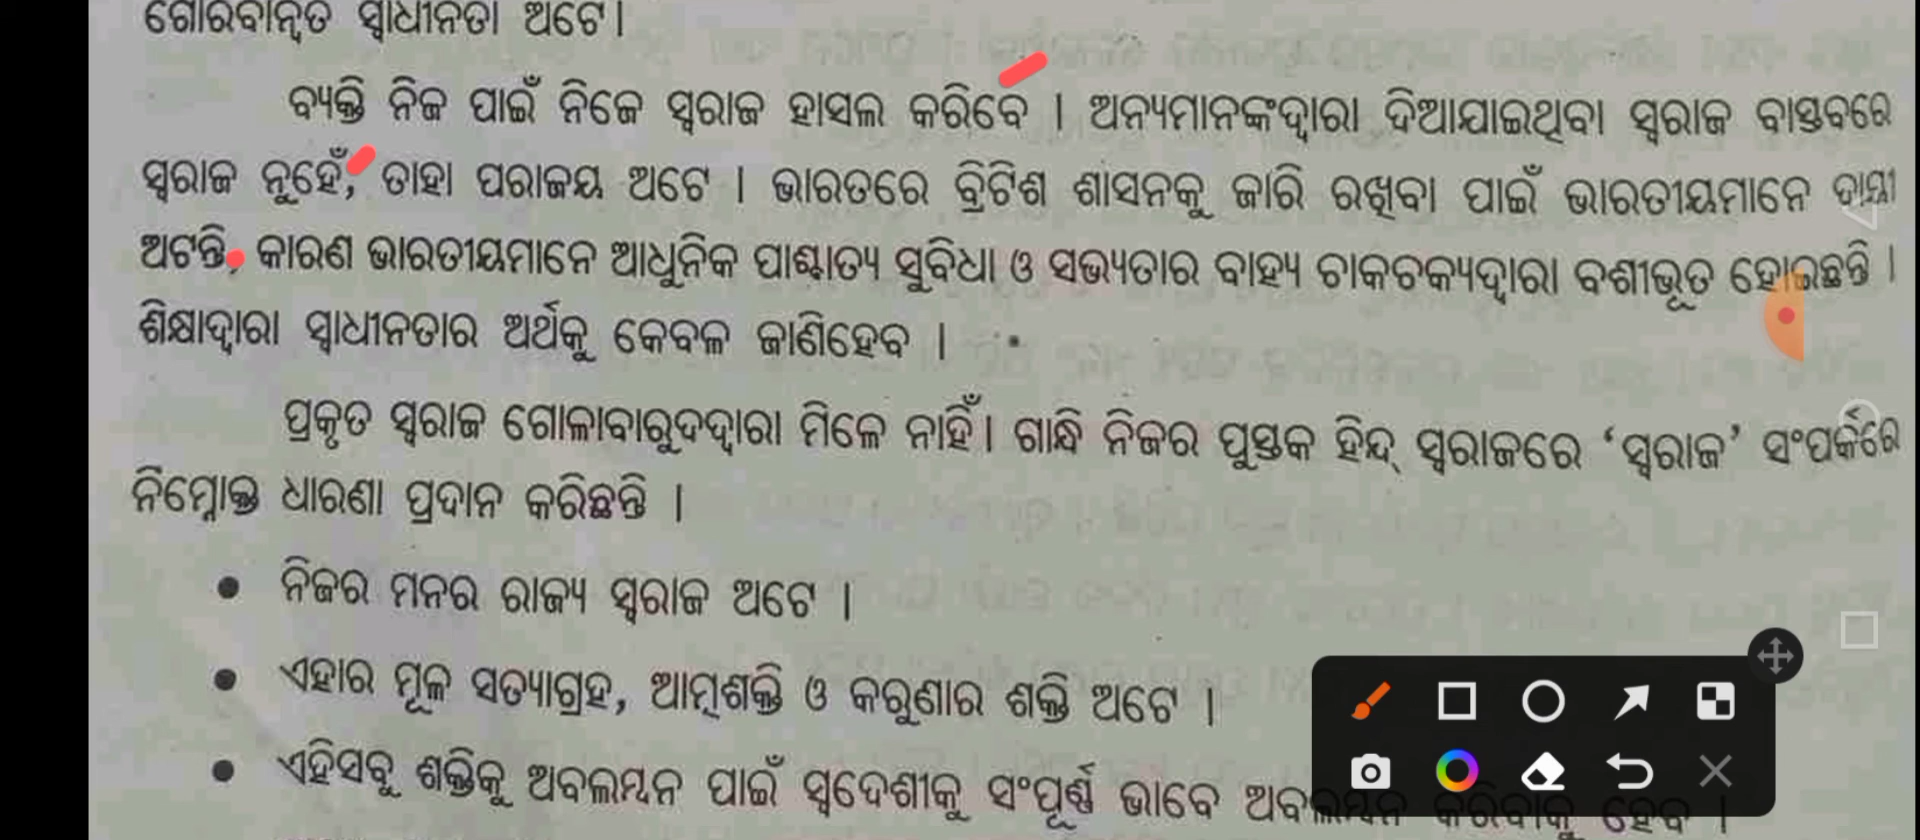 ଗୌରବାନ୍ୱିତ ସ୍ୱାଧୀନତା ଅଟେ।
ବ୍ୟକ୍ତି ନିଜ ପାଇଁ ନିଜେ ସ୍ୱରାଜ ହାସଲ କରିବେ । ଅନ୍ୟମାନଙ୍କଦ୍ୱାରା ଦିଆଯାଇଥିବା ସ୍ୱରାଜ ବାସ୍ତବରେ
ସ୍ୱରାଜ ନୁହେଁ, ତାହା ପରାଜୟ ଅଟେ । ଭାରତରେ ବ୍ରିଟିଶ ଶାସନକୁ ଜାରି ରଖିବା ପାଇଁ ଭାରତୀୟମାନେ ଦାୟୀ
ଅଟନ୍ତି, କାରଣ ଭାରତୀୟମାନେ ଆଧୁନିକ ପାଶ୍ଚାତ୍ୟ ସୁବିଧା ଓ ସଭ୍ୟତାର ବାହ୍ୟ ଚାକଚକ୍ୟଦ୍ୱାରା ବଶୀଭୂତ ହୋଇଛନ୍ତି ।
ଶିକ୍ଷାଦ୍ୱାରା ସ୍ୱାଧୀନତାର ଅର୍ଥକୁ କେବଳ ଜାଣିହେବ ।
ପ୍ରକୃତ ସ୍ୱରାଜ ଗୋଳାବାରୁଦଦ୍ୱାରା ମିଳେ ନାହିଁ। ଗାନ୍ଧି ନିଜର ପୁସ୍ତକ ହିନ୍ଦ୍ ସ୍ୱରାଜରେ ‘ସ୍ୱରାଜ’ ସଂପର୍କରେ
ନିମ୍ନୋକ୍ତ ଧାରଣା ପ୍ରଦାନ କରିଛନ୍ତି ।
● ନିଜର ମନର ରାଜ୍ୟ ସ୍ୱରାଜ ଅଟେ ।
● ଏହାର ମୂଳ ସତ୍ୟାଗ୍ରହ, ଆତ୍ମଶକ୍ତି ଓ କରୁଣାର ଶକ୍ତି ଅଟେ ।
● ଏହିସବୁ ଶକ୍ତିକୁ ଅବଲମ୍ବନ ପାଇଁ ସ୍ୱଦେଶୀକୁ ସଂପୂର୍ଣ୍ଣ ଭାବେ ଅବଲମ୍ବନ କରିବାକୁ ହେବ ।